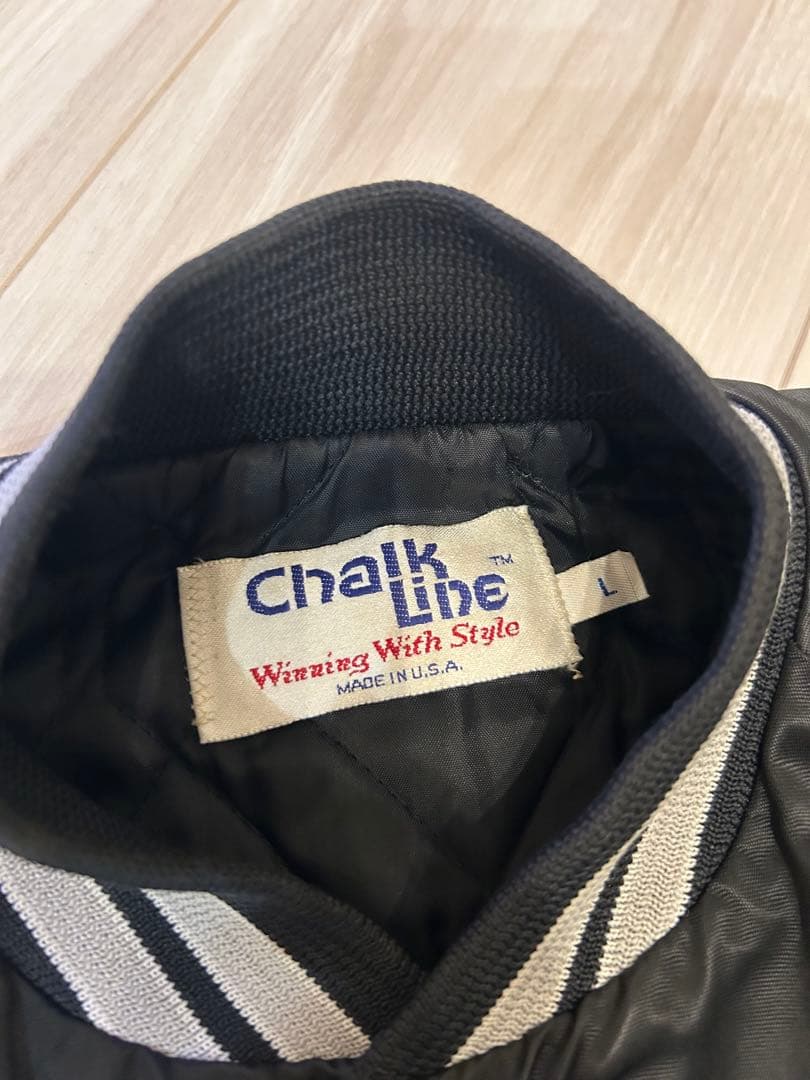 Chalk
Line™
Winning With Style
MADE IN U.S.A.
L